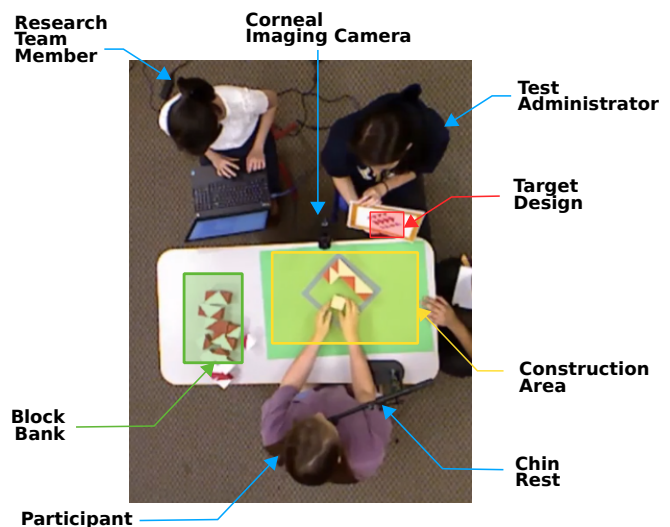 Research
Team
Member
Corneal
Imaging Camera
Test
Administrator
Target
Design
Construction
Area
Block
Bank
Chin
Rest
Participant